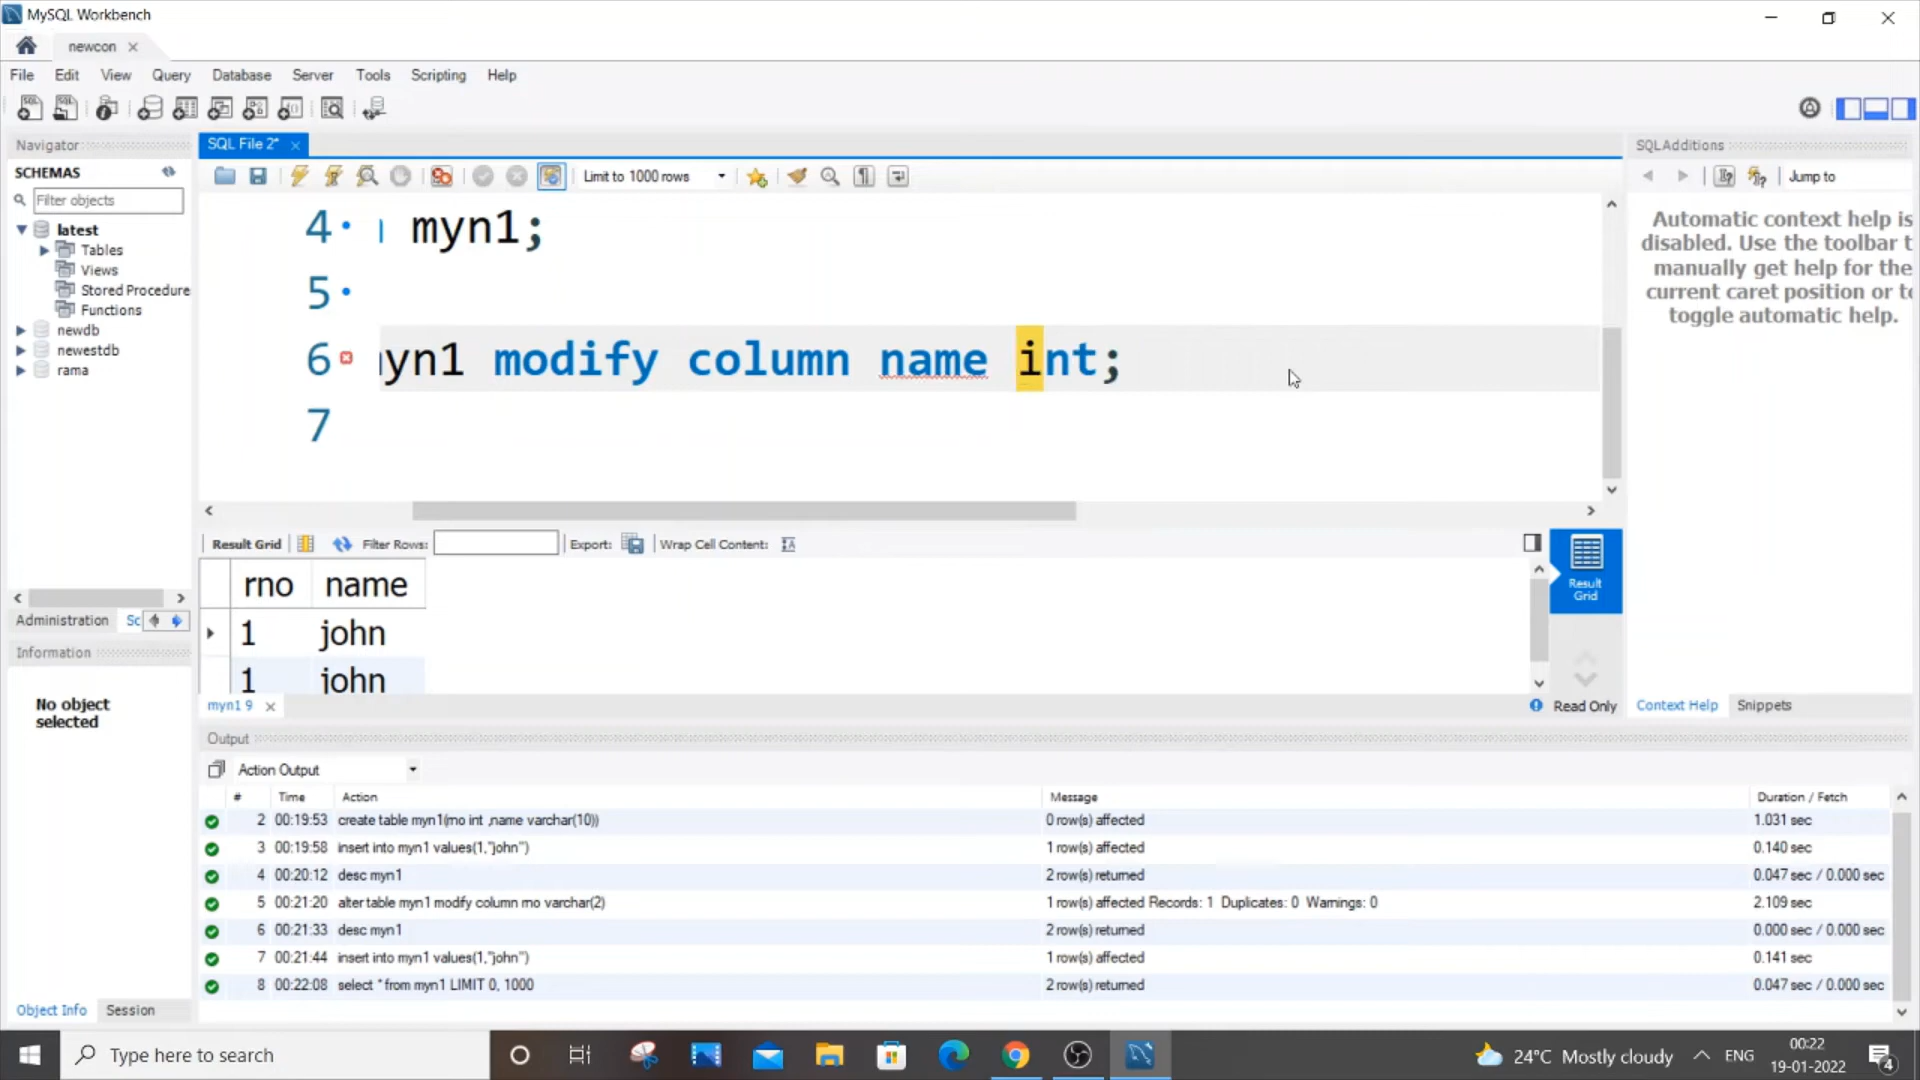 MySQL Workbench
newcon
File Edit View Query Database Server Tools Scripting Help
Navigator
SCHEMAS
Filter objects
latest
Tables
Views
Stored Procedure
Functions
newdb
newestdb
rama
Administration Sc
Information
No object
selected
Object Info Session
SQL File 2*
Limit to 1000 rows
4 myn1;
5
6 myn1 modify column name int;
7
Result Grid Filter Rows: Export: Wrap Cell Content:
rno name
1 john
1 john
Result
Grid
myn1 9
Read Only
SQLAdditions
Jump to
Automatic context help is
disabled. Use the toolbar t
manually get help for the
current caret position or to
toggle automatic help.
Context Help Snippets
Output
Action Output
# Time Action Message Duration / Fetch
2 00:19:53 create table myn1(rno int ,name varchar(10)) 0 row(s) affected 1.031 sec
3 00:19:58 insert into myn1 values(1,"john") 1 row(s) affected 0.140 sec
4 00:20:12 desc myn1 2 row(s) returned 0.047 sec / 0.000 sec
5 00:21:20 alter table myn1 modify column rno varchar(2) 1 row(s) affected Records: 1 Duplicates: 0 Warnings: 0 2.109 sec
6 00:21:33 desc myn1 2 row(s) returned 0.000 sec / 0.000 sec
7 00:21:44 insert into myn1 values(1,"john") 1 row(s) affected 0.141 sec
8 00:22:08 select * from myn1 LIMIT 0, 1000 2 row(s) returned 0.047 sec / 0.000 sec
Type here to search
24°C Mostly cloudy
ENG
00:22
19-01-2022
4